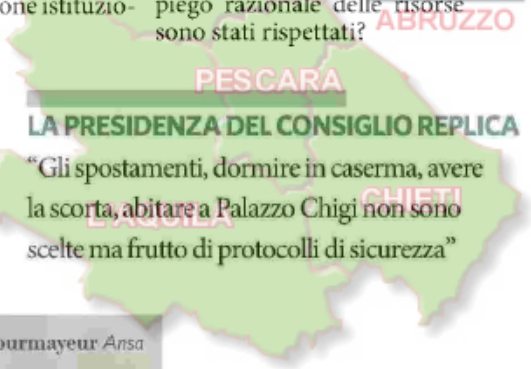 one istituzio-
piego razionale delle risorse
sono stati rispettati?
ABRUZZO
PESCARA
LA PRESIDENZA DEL CONSIGLIO REPLICA
“Gli spostamenti, dormire in caserma, avere
la scorta, abitare a Palazzo Chigi non sono
scelte ma frutto di protocolli di sicurezza”
L'AQUILA
CHIETI
ourmayeur Ansa